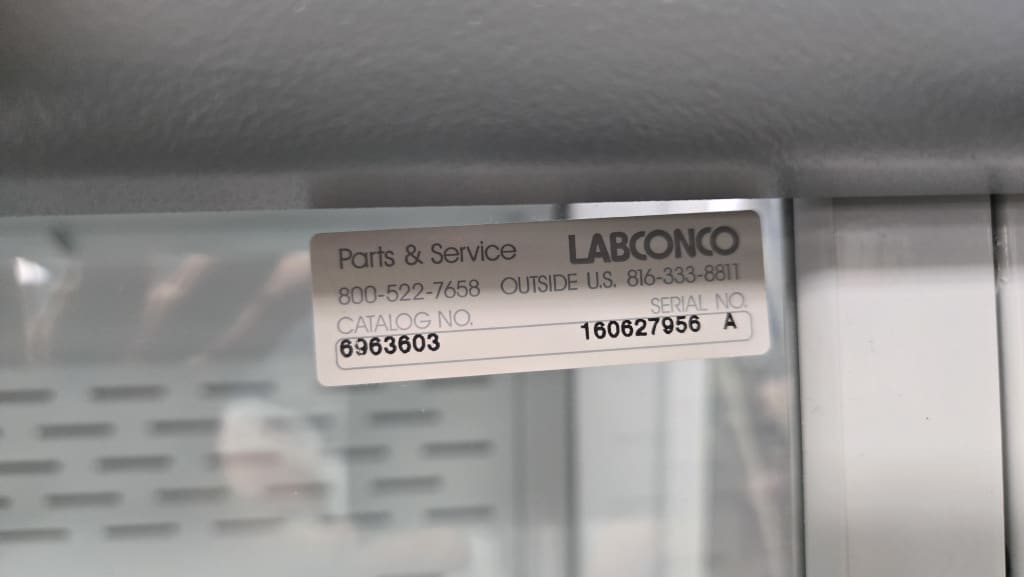 Parts & Service LABCONCO
800-522-7658 OUTSIDE U.S. 816-333-8811
CATALOG NO. SERIAL NO.
6963603 160627956 A